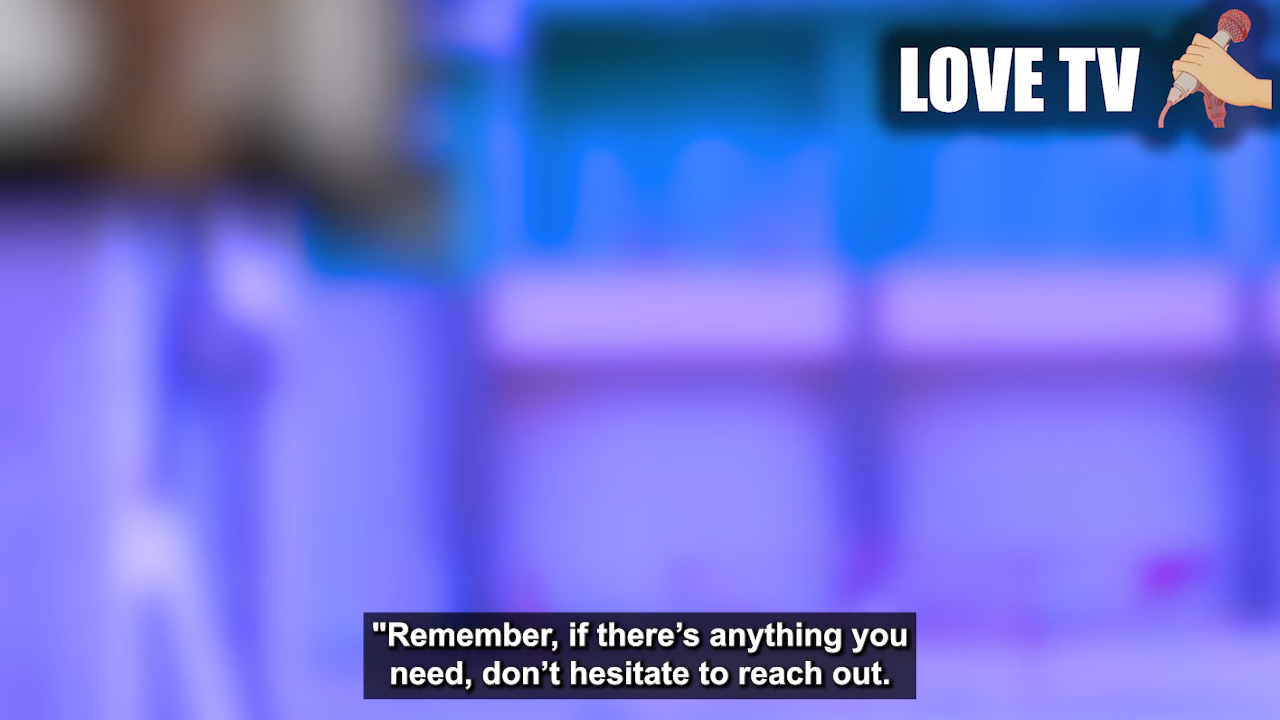 LOVE TV
"Remember, if there’s anything you
need, don’t hesitate to reach out.